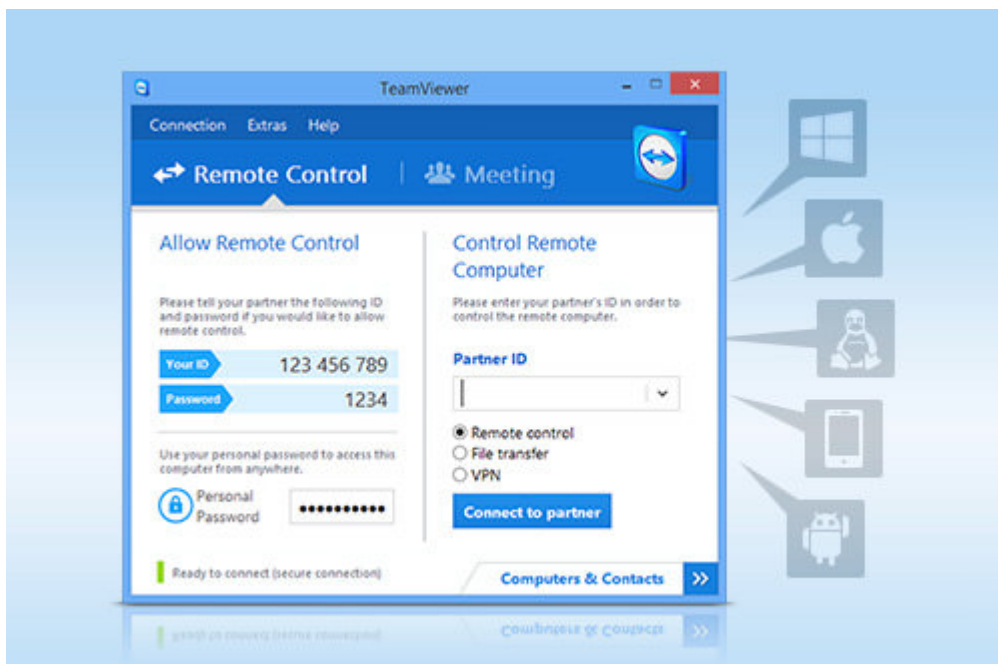 TeamViewer
Connection Extras Help
Remote Control
Meeting
Allow Remote Control
Please tell your partner the following ID
and password if you would like to allow
remote control.
Your ID 123 456 789
Password 1234
Use your personal password to access this
computer from anywhere.
Personal
Password
Ready to connect (secure connection)
Control Remote
Computer
Please enter your partner's ID in order to
control the remote computer.
Partner ID
Remote control
File transfer
VPN
Connect to partner
Computers & Contacts